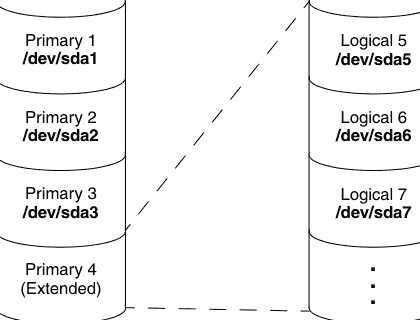 Primary 1
/dev/sda1
Primary 2
/dev/sda2
Primary 3
/dev/sda3
Primary 4
(Extended)
Logical 5
/dev/sda5
Logical 6
/dev/sda6
Logical 7
/dev/sda7